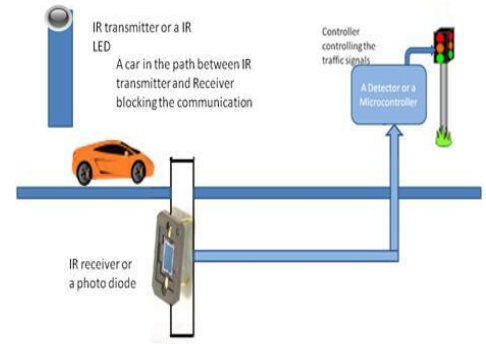 IR transmitter or a IR
LED
A car in the path between IR
transmitter and Receiver
blocking the communication
Controller
controlling the
traffic signals
A Detector or a
Microcontroller
IR receiver or
a photo diode